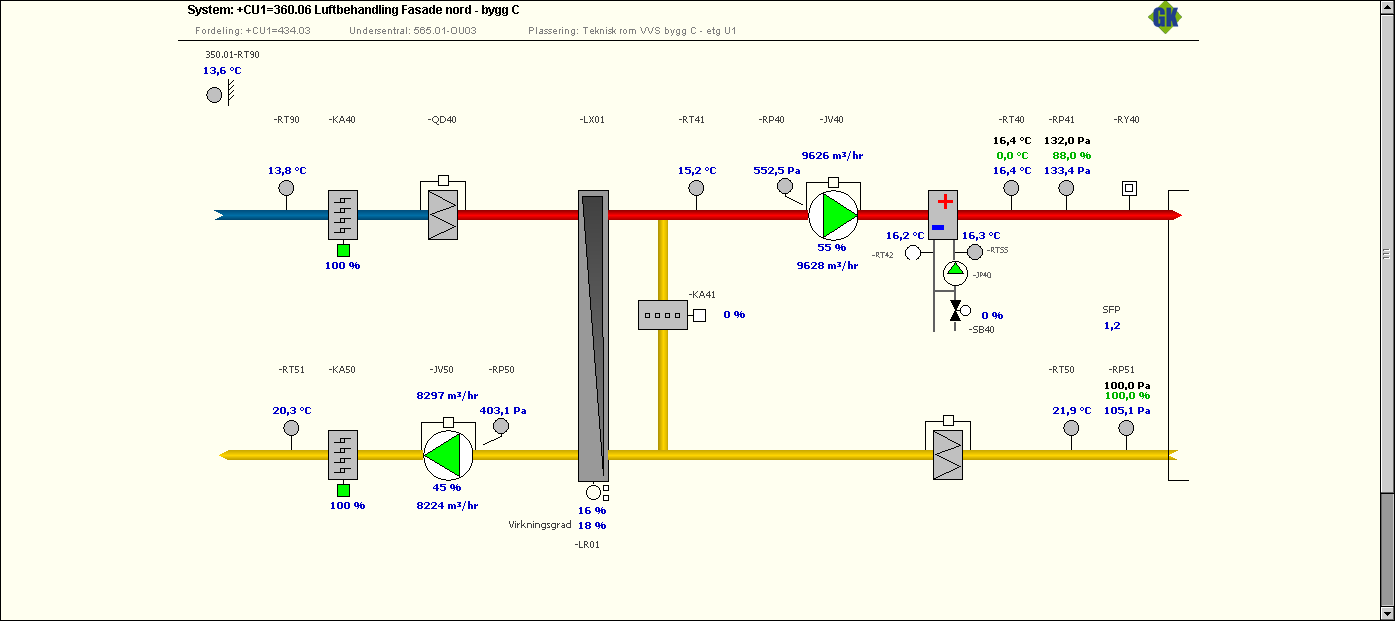 System: +CU1=360.06 Luftbehandling Fasade nord - bygg C
GK
Fordeling: +CU1=434.03 Undersentral: 565.01-OU03 Plassering: Teknisk rom VVS bygg C - etg U1
350.01-RT90
13,6 °C
-RT90 -KA40 -QD40 -LX01 -RT41 -RP40 -JV40 -RT40 -RP41 -RY40
16,4 °C 132,0 Pa
9626 m³/hr 0,0 °C 88,0 %
13,8 °C 15,2 °C 552,5 Pa 16,4 °C 133,4 Pa
16,2 °C 16,3 °C
55 %
-RT42 -RT55
100 % 9628 m³/hr
-JP40
-KA41
0 % 0 %
SFP
-SB40 1,2
-RT51 -KA50 -JV50 -RP50 -RT50 -RP51
100,0 Pa
8297 m³/hr 100,0 %
20,3 °C 403,1 Pa 21,9 °C 105,1 Pa
45 %
100 % 8224 m³/hr
16 %
Virkningsgrad 18 %
-LR01